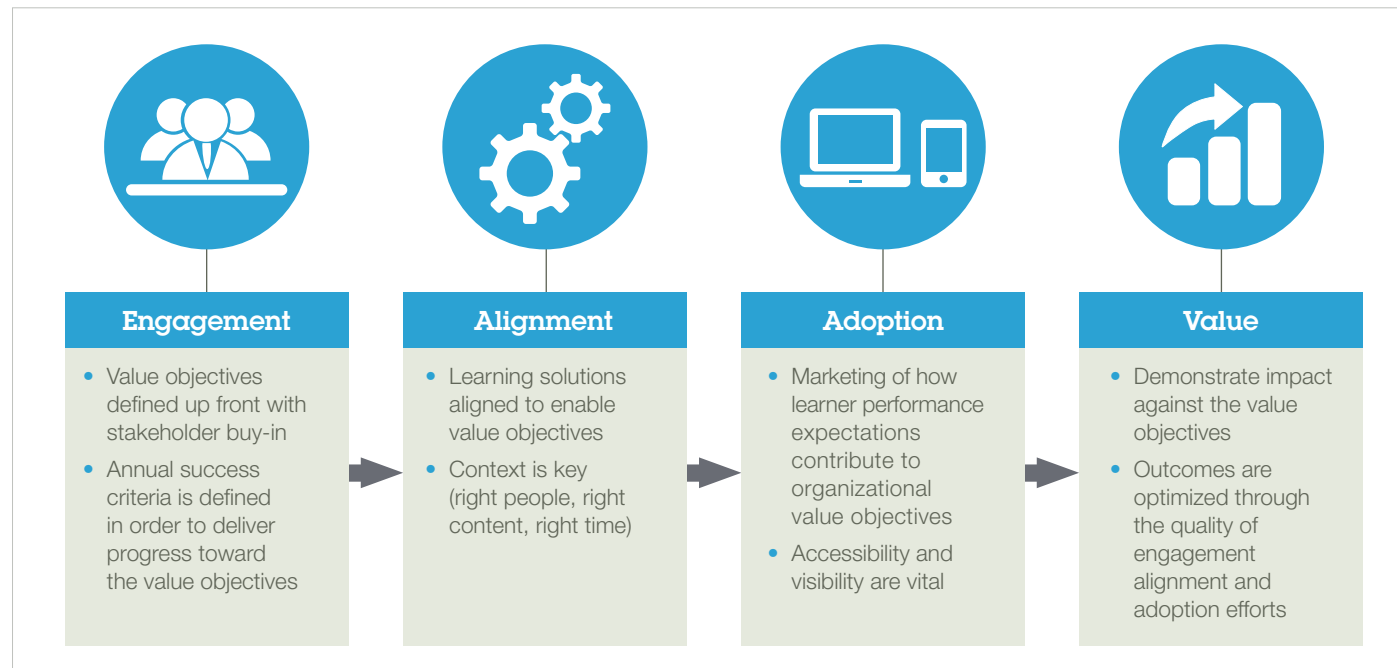 Engagement
• Value objectives
defined up front with
stakeholder buy-in
• Annual success
criteria is defined
in order to deliver
progress toward
the value objectives
Alignment
• Learning solutions
aligned to enable
value objectives
• Context is key
(right people, right
content, right time)
Adoption
• Marketing of how
learner performance
expectations
contribute to
organizational
value objectives
• Accessibility and
visibility are vital
Value
• Demonstrate impact
against the value
objectives
• Outcomes are
optimized through
the quality of
engagement
alignment and
adoption efforts